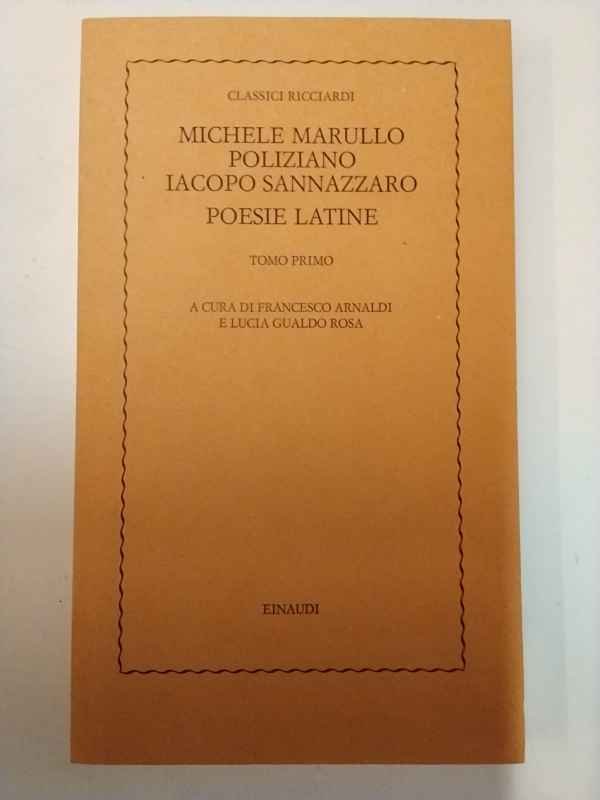 CLASSICI RICCIARDI
MICHELE MARULLO
POLIZIANO
IACOPO SANNAZZARO
POESIE LATINE
TOMO PRIMO
A CURA DI FRANCESCO ARNALDI
E LUCIA GUALDO ROSA
EINAUDI